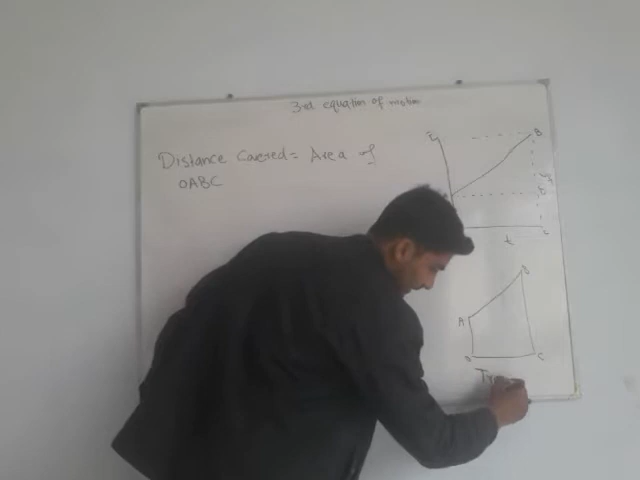 3rd equation of motion
Distance Covered = Area of
OABC
E
B
D
t
C
B
A
O
C